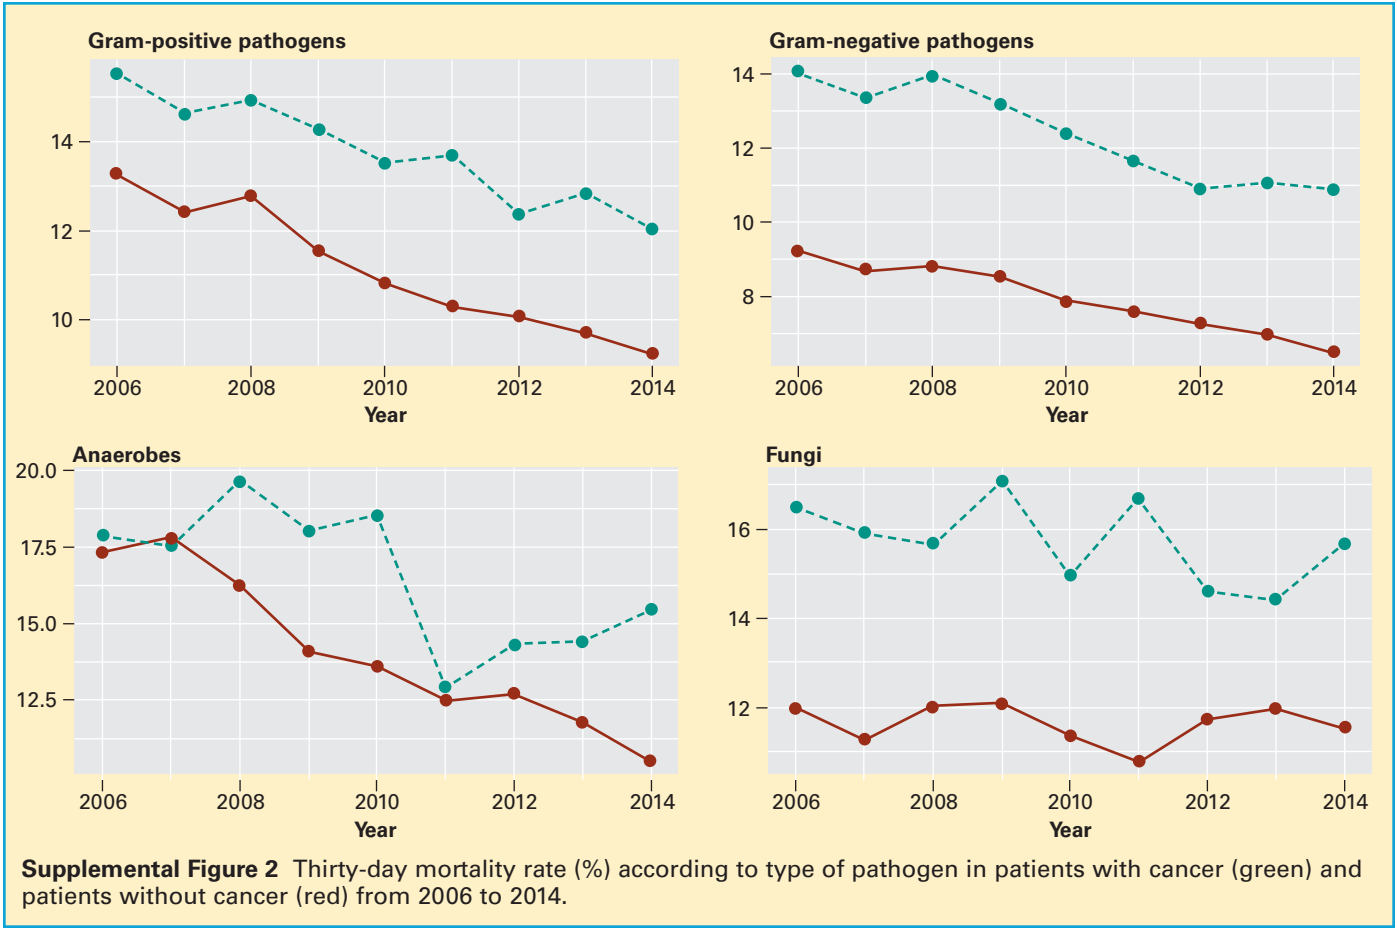 Gram-positive pathogens
14
12
10
2006 2008 2010 2012 2014
Year
Gram-negative pathogens
14
12
10
8
2006 2008 2010 2012 2014
Year
Anaerobes
20.0
17.5
15.0
12.5
2006 2008 2010 2012 2014
Year
Fungi
16
14
12
2006 2008 2010 2012 2014
Year
Supplemental Figure 2 Thirty-day mortality rate (%) according to type of pathogen in patients with cancer (green) and
patients without cancer (red) from 2006 to 2014.